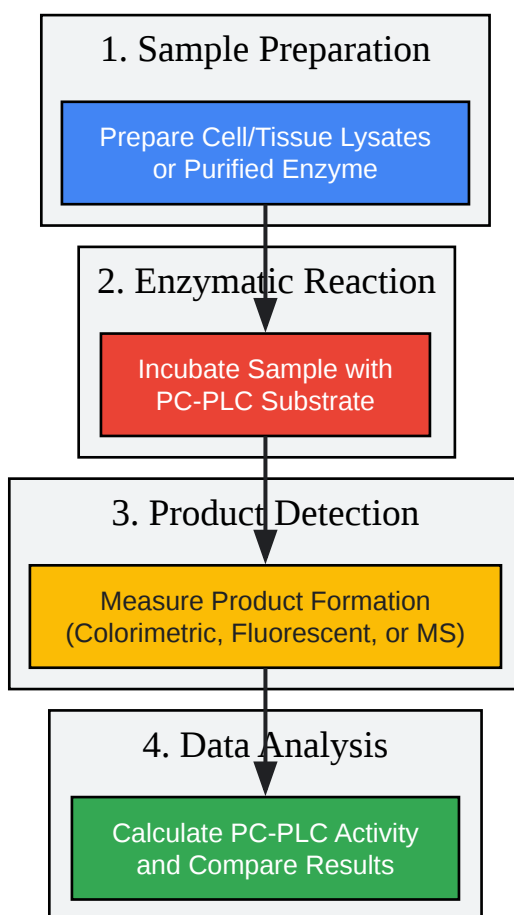 1. Sample Preparation
Prepare Cell/Tissue Lysates
or Purified Enzyme
2. Enzymatic Reaction
Incubate Sample with
PC-PLC Substrate
3. Product Detection
Measure Product Formation
(Colorimetric, Fluorescent, or MS)
4. Data Analysis
Calculate PC-PLC Activity
and Compare Results